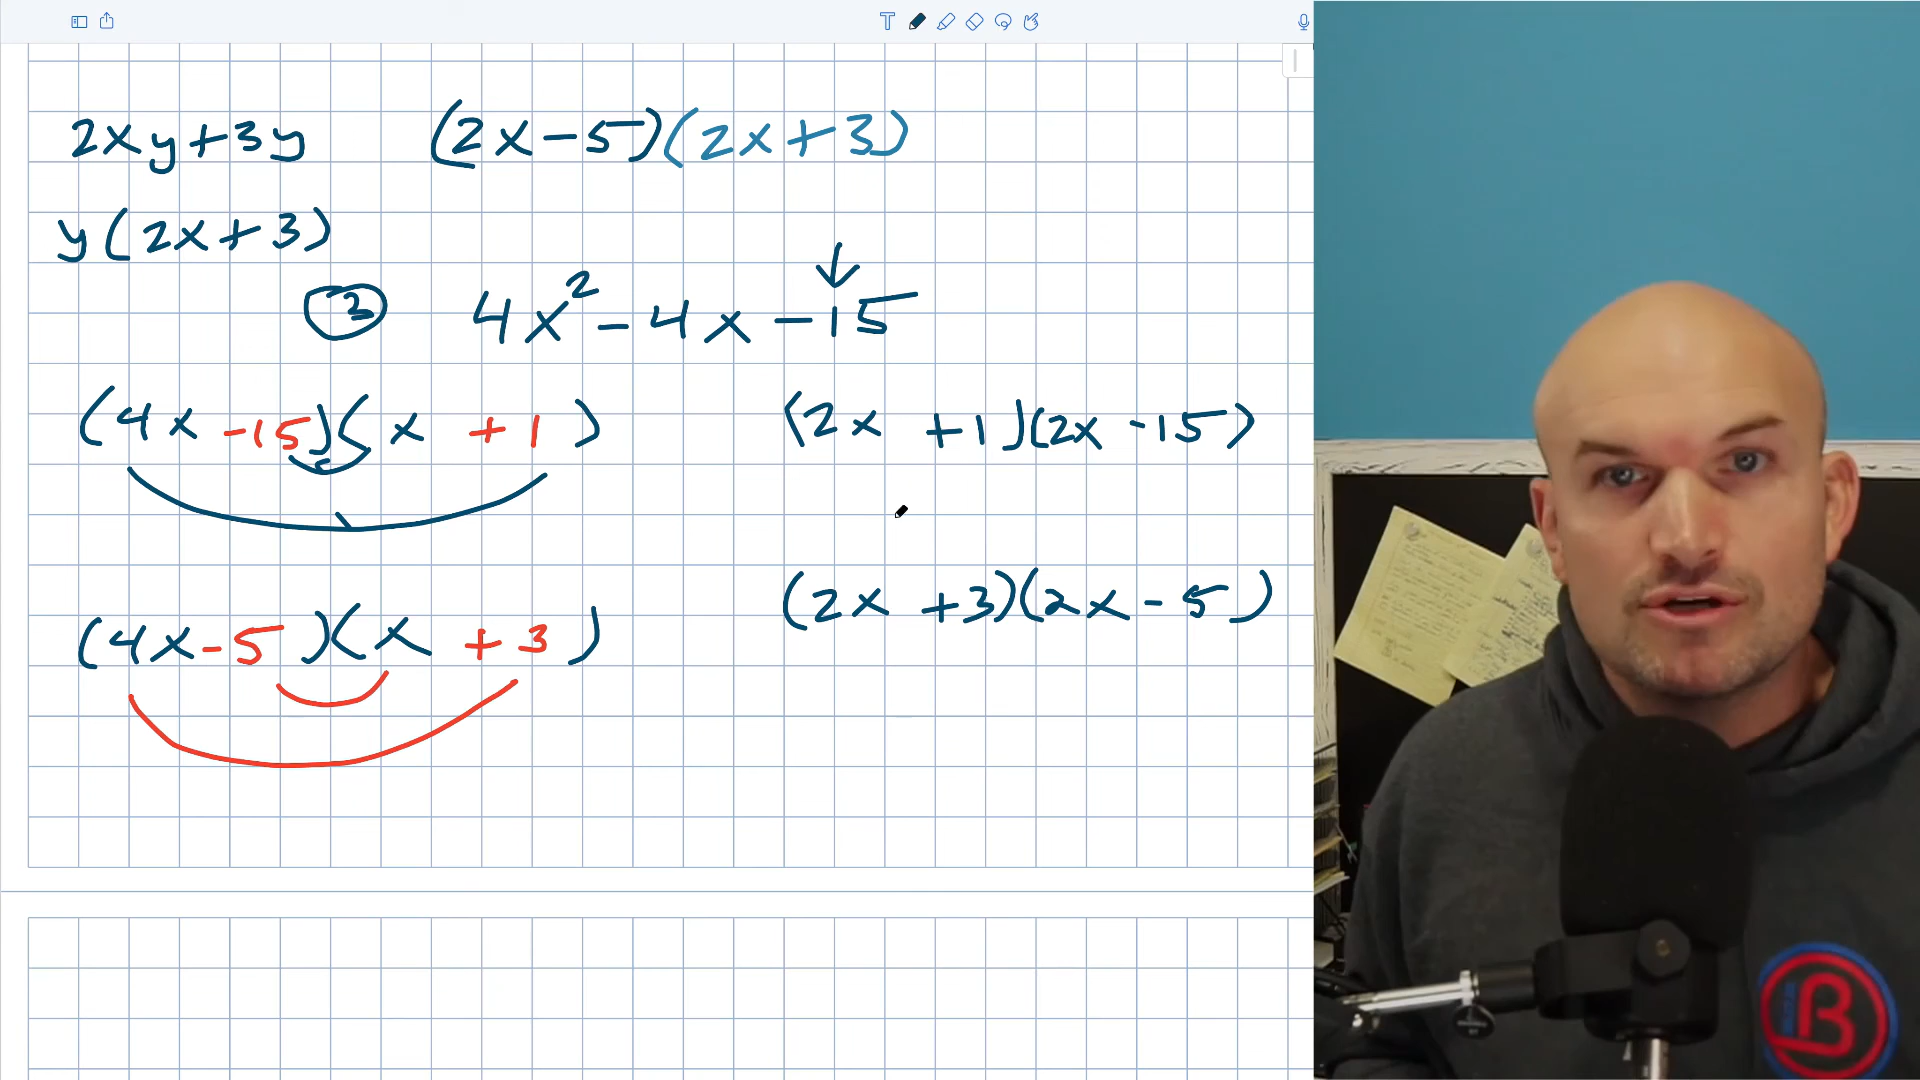 2xy+3y (2x-5)(2x+3)
y(2x+3)
3 4x²-4x-15
(4x-15)(x+1) (2x+1)(2x-15)
(4x-5)(x+3) (2x+3)(2x-5)